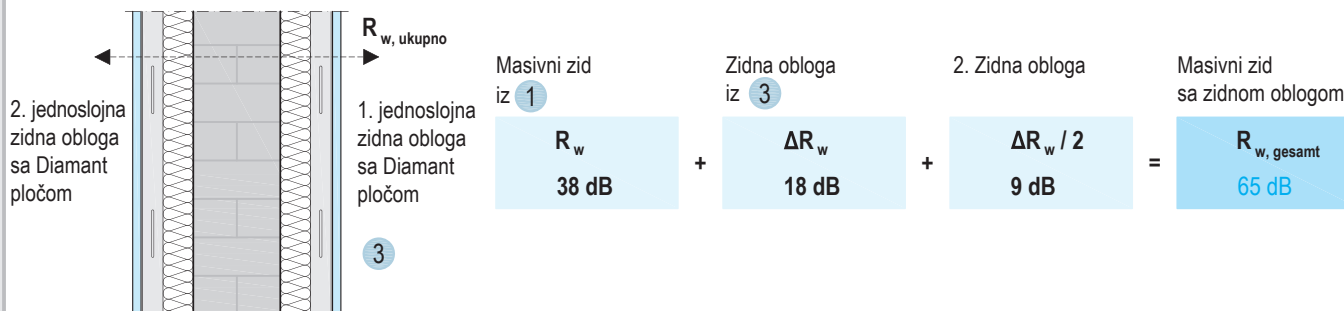 R w, ukupno
2. jednoslojna
zidna obloga
sa Diamant
pločom
1. jednoslojna
zidna obloga
sa Diamant
pločom
3
Masivni zid
iz 1
R w
38 dB
+
Zidna obloga
iz 3
ΔR w
18 dB
+
2. Zidna obloga
ΔR w / 2
9 dB
=
Masivni zid
sa zidnom oblogom
R w, gesamt
65 dB